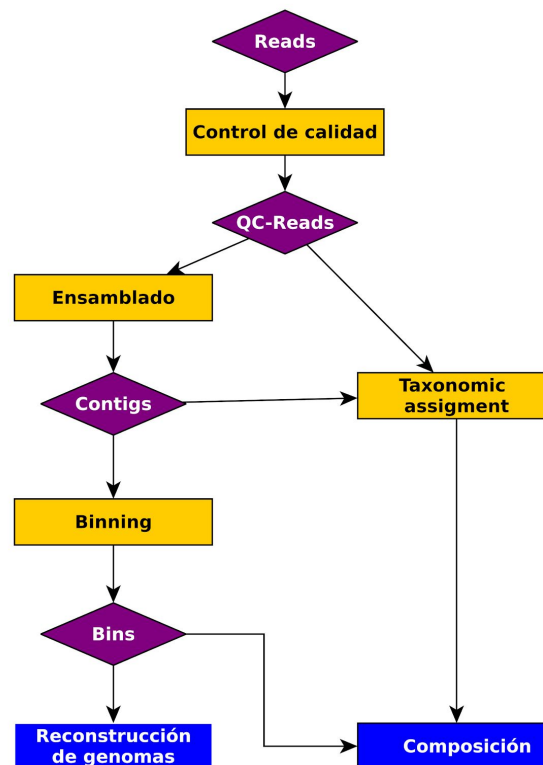 Reads
Control de calidad
QC-Reads
Ensamblado
Contigs
Taxonomic
assigment
Binning
Bins
Reconstrucción
de genomas
Composición